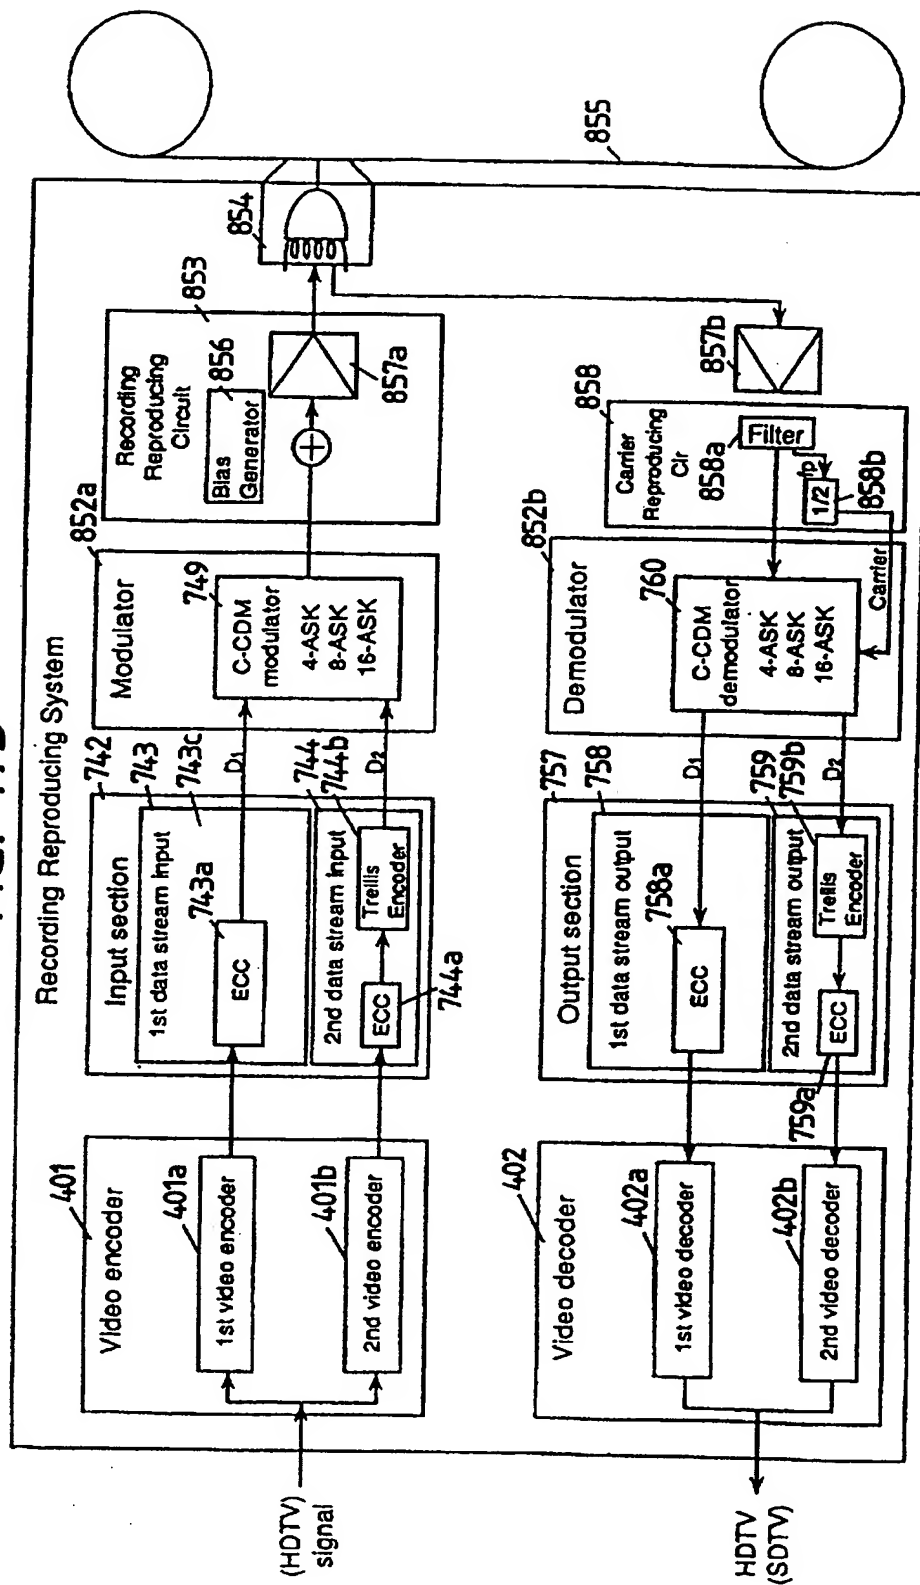 Recording Reproducing System
(HDTV)
signal
401
Video encoder
401a
1st video encoder
401b
2nd video encoder
742
Input section
743
1st data stream input
743c
743a
ECC
744
744b
2nd data stream input
Trellis
Encoder
ECC
744a
D1
D2
852a
Modulator
749
C-CDM
modulator
4-ASK
8-ASK
16-ASK
853
Recording
Reproducing
Circuit
856
Bias
Generator
+
857a
854
855
HDTV
(SDTV)
402
Video decoder
402a
1st video decoder
402b
2nd video decoder
757
Output section
758
1st data stream output
758a
ECC
759
759b
2nd data stream output
Trellis
Encoder
ECC
759a
D1
D2
852b
Demodulator
760
C-CDM
demodulator
4-ASK
8-ASK
16-ASK
Carrier
858
Carrier
Reproducing
Cir
858a
Filter
fp
1/2
858b
857b